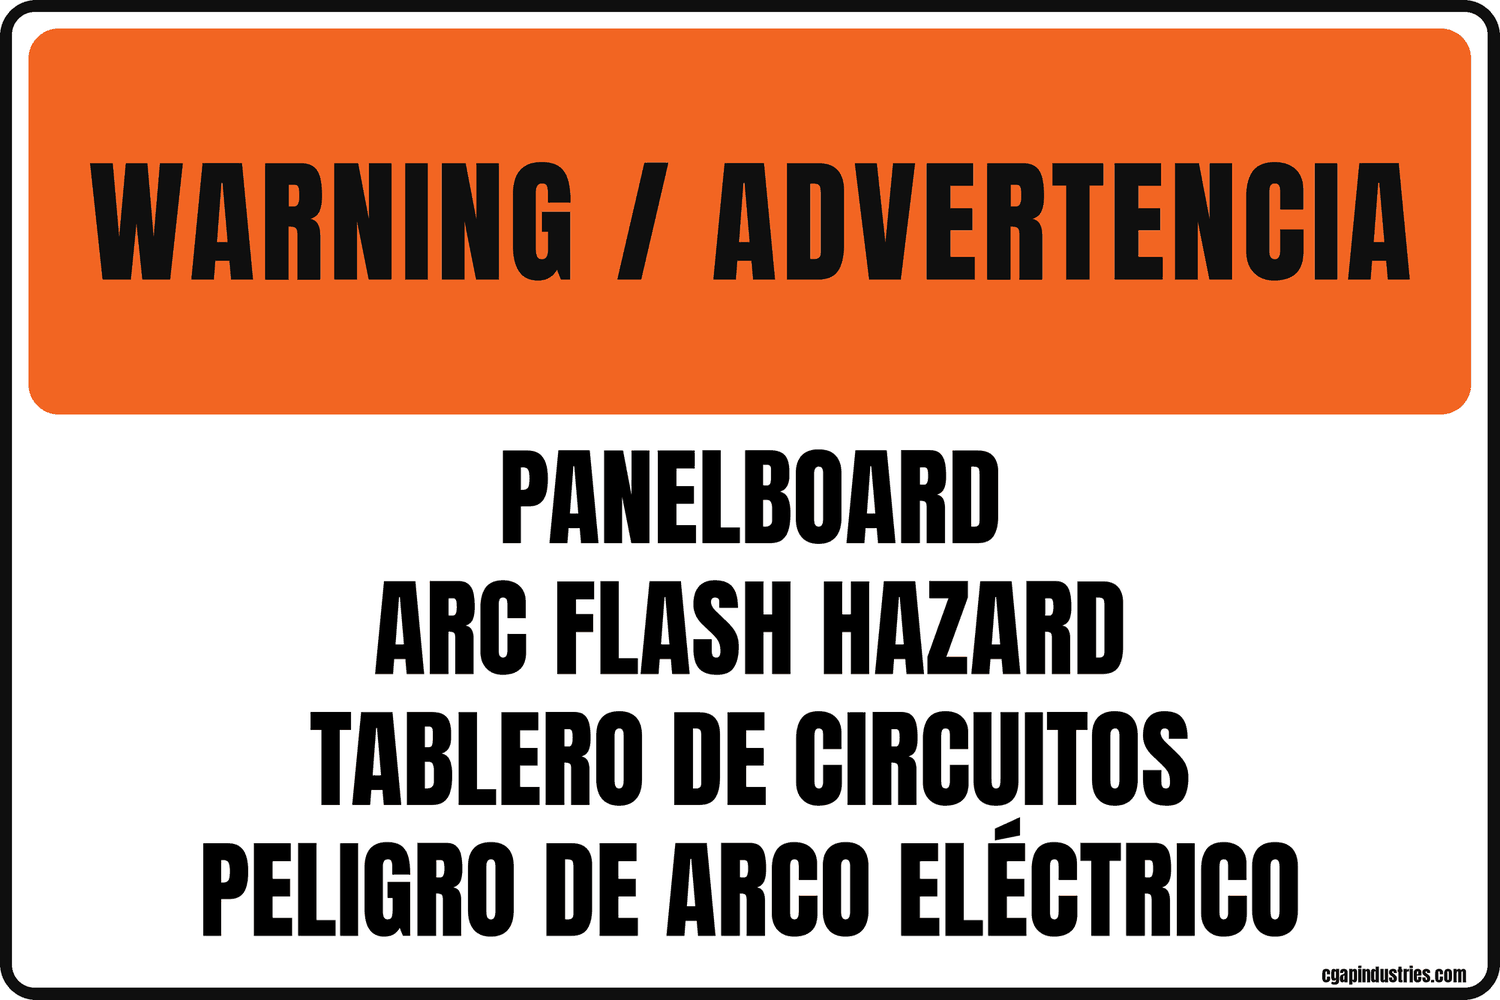 WARNING / ADVERTENCIA
PANELBOARD
ARC FLASH HAZARD
TABLERO DE CIRCUITOS
PELIGRO DE ARCO ELÉCTRICO
cgapindustries.com